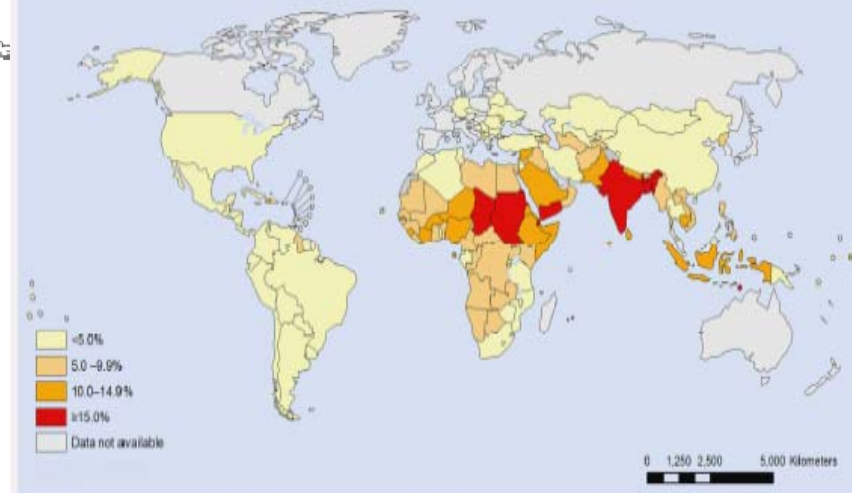 <5.0%
5.0 –9.9%
10.0–14.9%
≥15.0%
Data not available
0 1,250 2,500 5,000 Kilometers